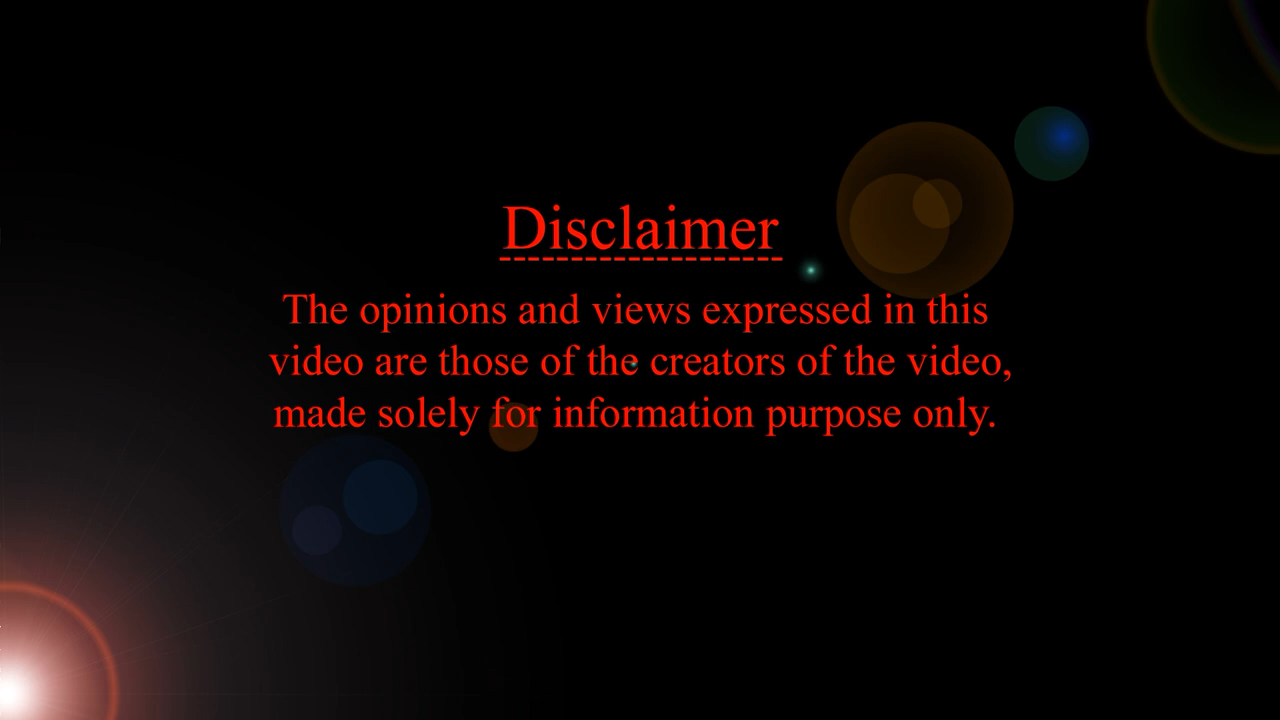 Disclaimer
The opinions and views expressed in this
video are those of the creators of the video,
made solely for information purpose only.